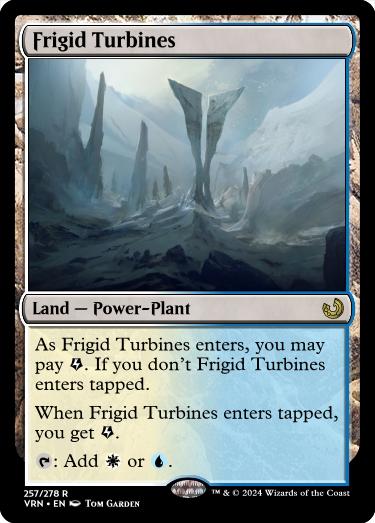 Frigid Turbines
Land — Power-Plant
As Frigid Turbines enters, you may
pay . If you don't Frigid Turbines
enters tapped.
When Frigid Turbines enters tapped,
you get .
: Add or .
257/278 R
VRN • EN Tom Garden
™ & © 2024 Wizards of the Coast